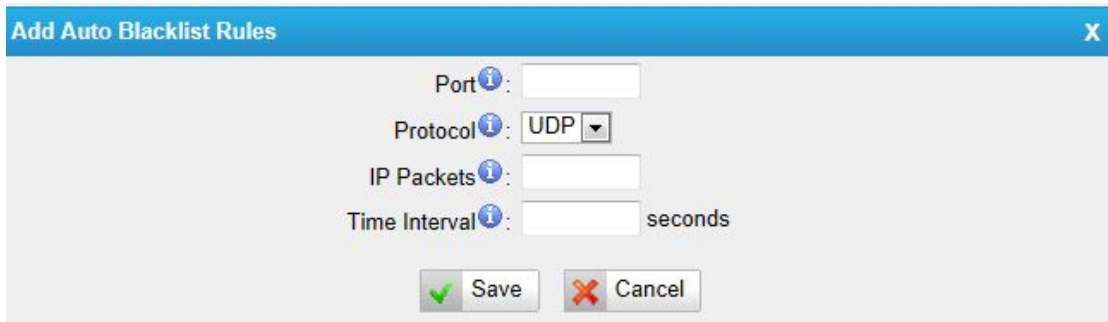 Add Auto Blacklist Rules X
Port i :
Protocol i : UDP
IP Packets i :
Time Interval i : seconds
Save Cancel